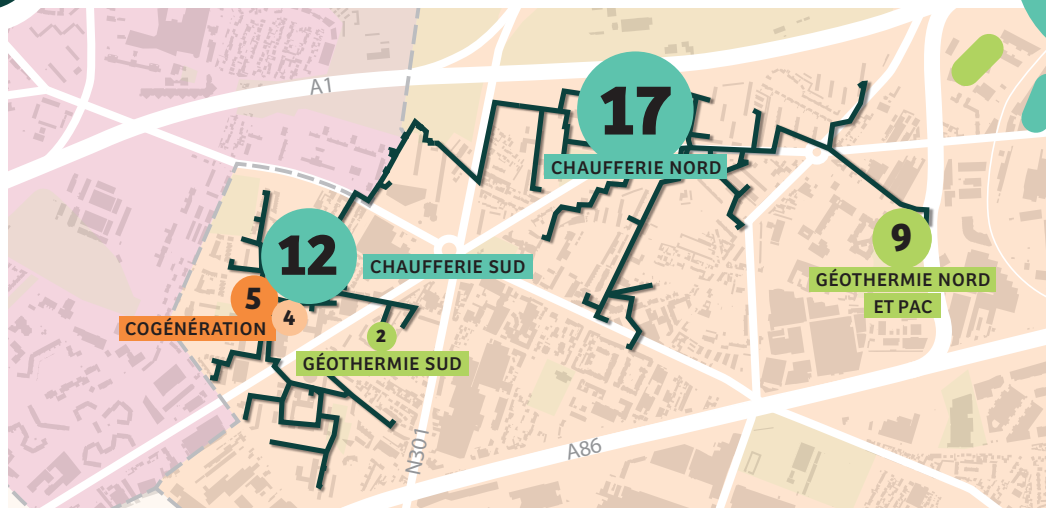 A1
17
CHAUFFERIE NORD
12
CHAUFFERIE SUD
9
GÉOTHERMIE NORD
ET PAC
5
4
COGÉNÉRATION
2
GÉOTHERMIE SUD
N301
A86